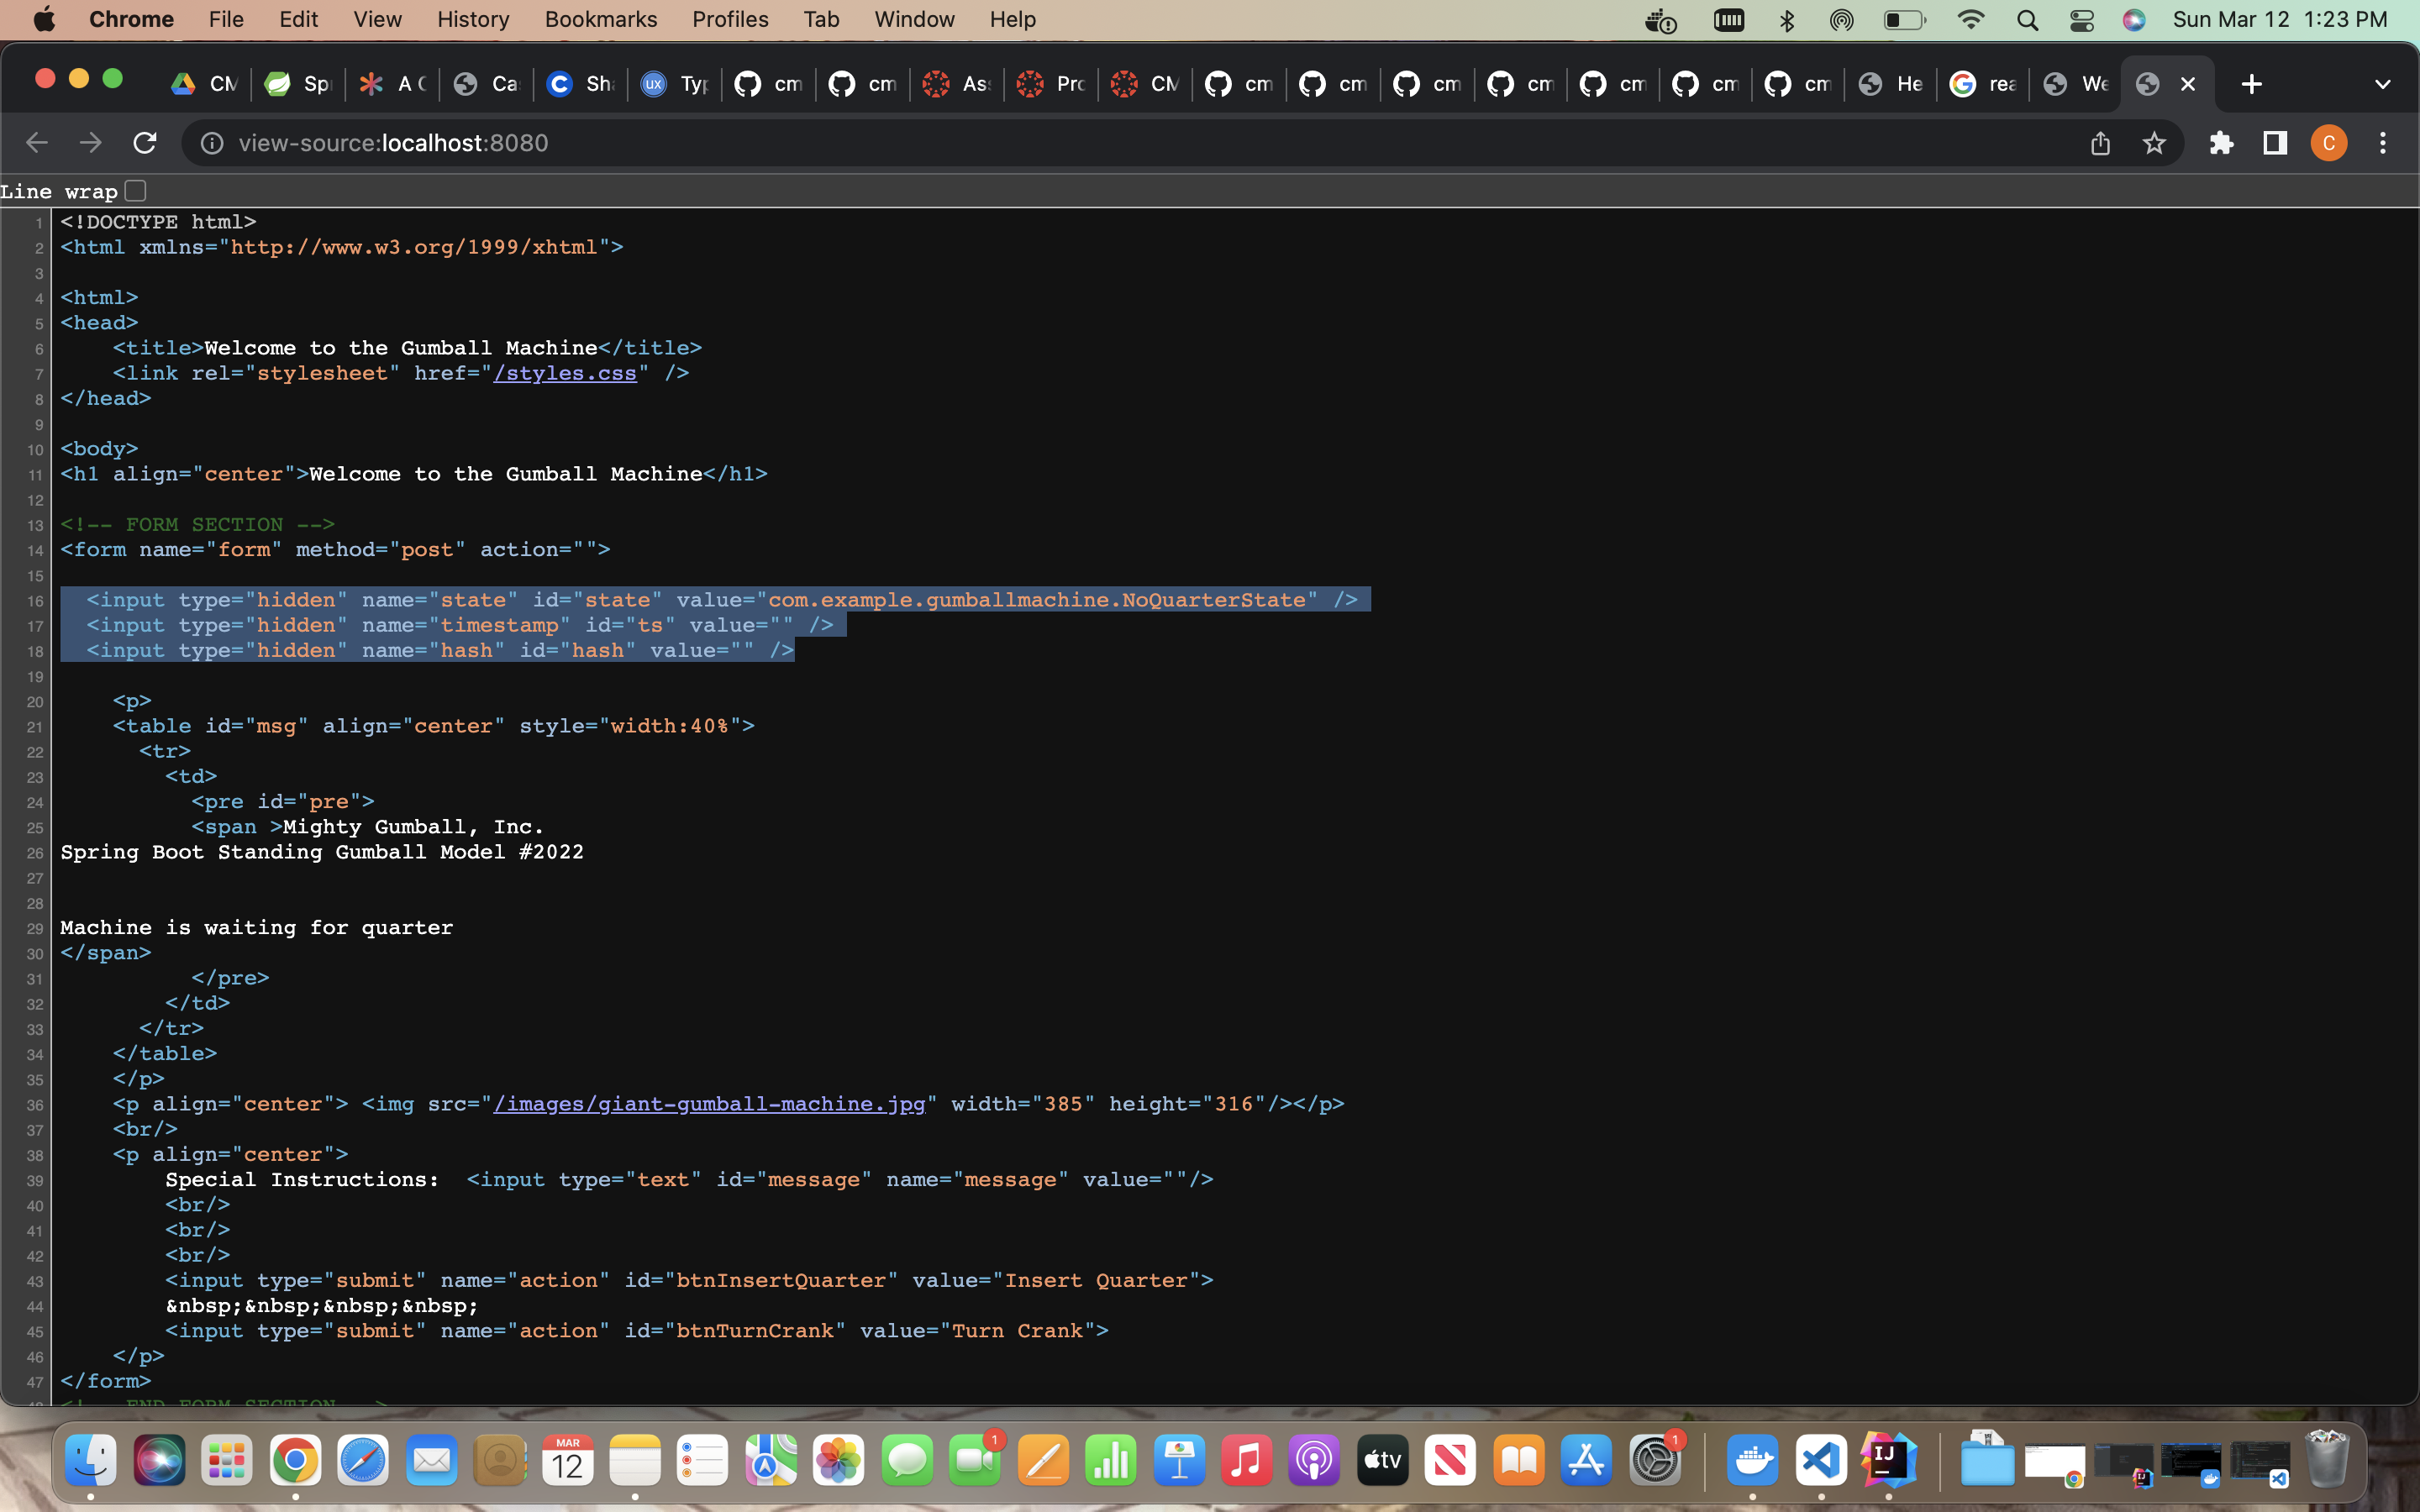 Chrome File Edit View History Bookmarks Profiles Tab Window Help Sun Mar 12 1:23 PM
CM Spi A C Ca Sh UX Typ cm cm As Pro CM cm cm cm cm cm cm cm He rea We
view-source:localhost:8080 C
Line wrap
1 <!DOCTYPE html>
2 <html xmlns="http://www.w3.org/1999/xhtml">
3
4 <html>
5 <head>
6 <title>Welcome to the Gumball Machine</title>
7 <link rel="stylesheet" href="/styles.css" />
8 </head>
9
10 <body>
11 <h1 align="center">Welcome to the Gumball Machine</h1>
12
13 <!-- FORM SECTION -->
14 <form name="form" method="post" action="">
15
16 <input type="hidden" name="state" id="state" value="com.example.gumballmachine.NoQuarterState" />
17 <input type="hidden" name="timestamp" id="ts" value="" />
18 <input type="hidden" name="hash" id="hash" value="" />
19
20 <p>
21 <table id="msg" align="center" style="width:40%">
22 <tr>
23 <td>
24 <pre id="pre">
25 <span >Mighty Gumball, Inc.
26 Spring Boot Standing Gumball Model #2022
27
28
29 Machine is waiting for quarter
30 </span>
31 </pre>
32 </td>
33 </tr>
34 </table>
35 </p>
36 <p align="center"> <img src="/images/giant-gumball-machine.jpg" width="385" height="316"/></p>
37 <br/>
38 <p align="center">
39 Special Instructions: <input type="text" id="message" name="message" value=""/>
40 <br/>
41 <br/>
42 <br/>
43 <input type="submit" name="action" id="btnInsertQuarter" value="Insert Quarter">
44 &nbsp;&nbsp;&nbsp;&nbsp;
45 <input type="submit" name="action" id="btnTurnCrank" value="Turn Crank">
46 </p>
47 </form>
48 <!-- END FORM SECTION -->
MAR 12 1 tv 1 IJ